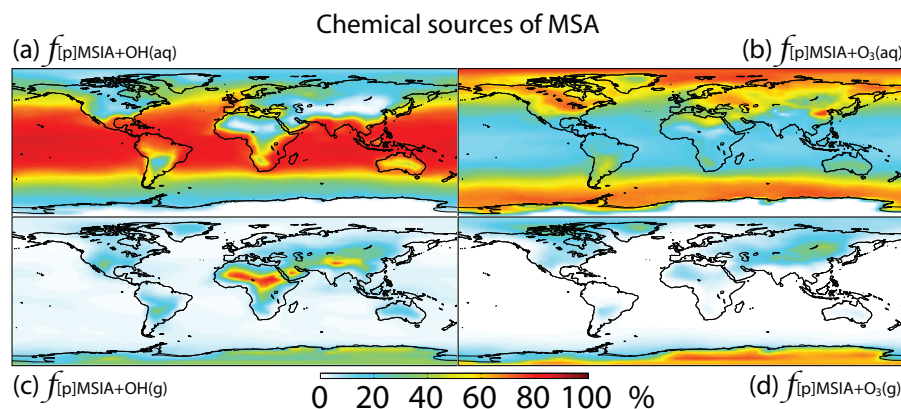 Chemical sources of MSA
(a) f[p]MSIA+OH(aq)
(b) f[p]MSIA+O₃(aq)
(c) f[p]MSIA+OH(g)
0 20 40 60 80 100 %
(d) f[p]MSIA+O₃(g)